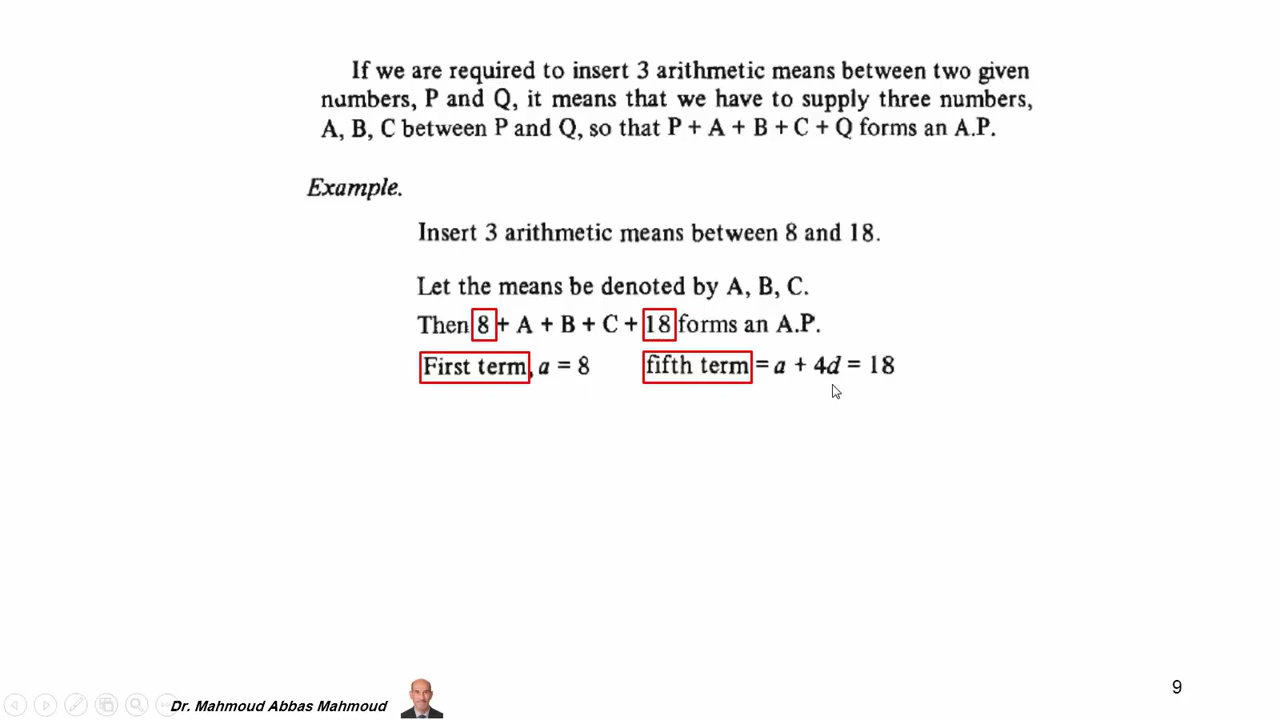 If we are required to insert 3 arithmetic means between two given
numbers, P and Q, it means that we have to supply three numbers,
A, B, C between P and Q, so that P + A + B + C + Q forms an A.P.
Example.
Insert 3 arithmetic means between 8 and 18.
Let the means be denoted by A, B, C.
Then 8 + A + B + C + 18 forms an A.P.
First term, a = 8 fifth term = a + 4d = 18
Dr. Mahmoud Abbas Mahmoud
9